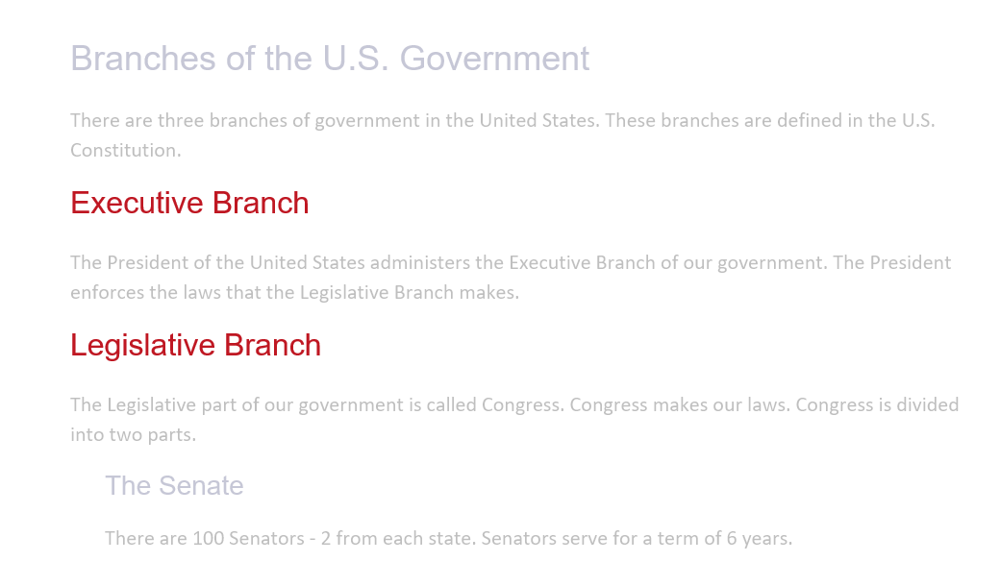 Branches of the U.S. Government
There are three branches of government in the United States. These branches are defined in the U.S.
Constitution.
Executive Branch
The President of the United States administers the Executive Branch of our government. The President
enforces the laws that the Legislative Branch makes.
Legislative Branch
The Legislative part of our government is called Congress. Congress makes our laws. Congress is divided
into two parts.
The Senate
There are 100 Senators - 2 from each state. Senators serve for a term of 6 years.